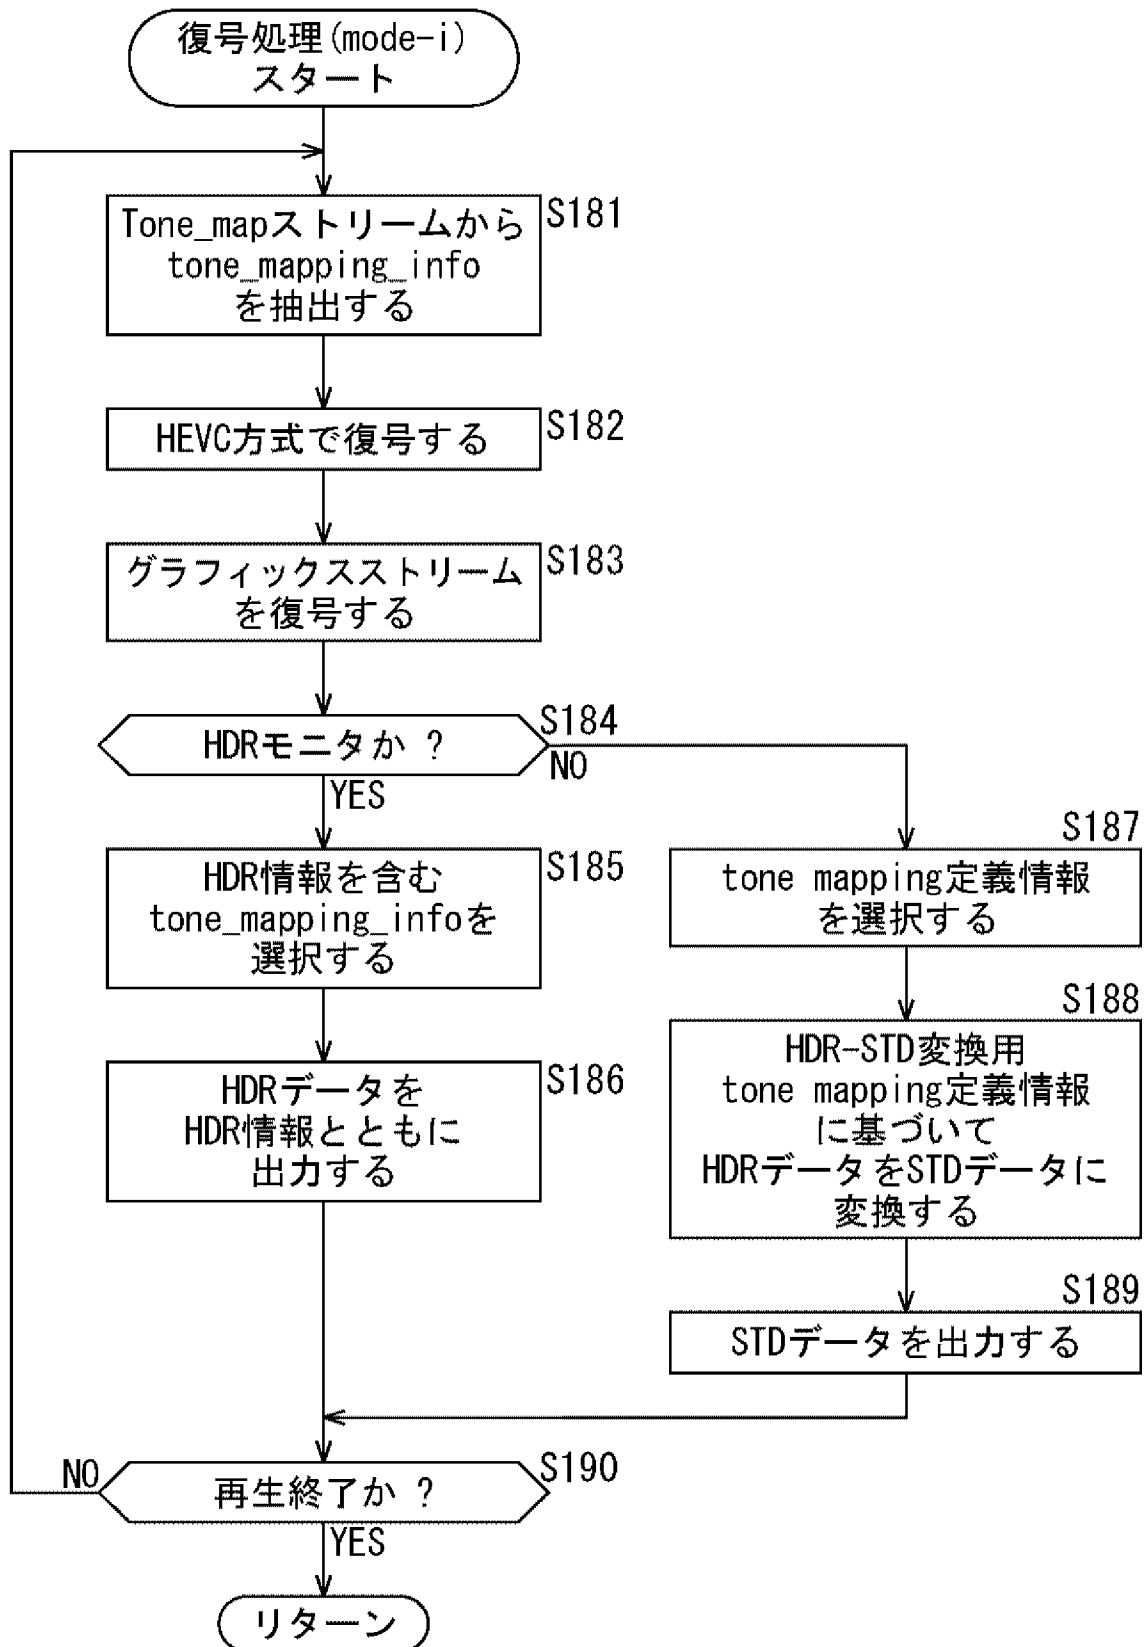 復号処理(mode-i)
スタート
Tone_mapストリームから
tone_mapping_info
を抽出する
S181
HEVC方式で復号する
S182
グラフィックスストリーム
を復号する
S183
HDRモニタか ?
S184
NO
YES
HDR情報を含む
tone_mapping_infoを
選択する
S185
HDRデータを
HDR情報とともに
出力する
S186
S187
tone mapping定義情報
を選択する
S188
HDR-STD変換用
tone mapping定義情報
に基づいて
HDRデータをSTDデータに
変換する
S189
STDデータを出力する
NO
再生終了か ?
S190
YES
リターン